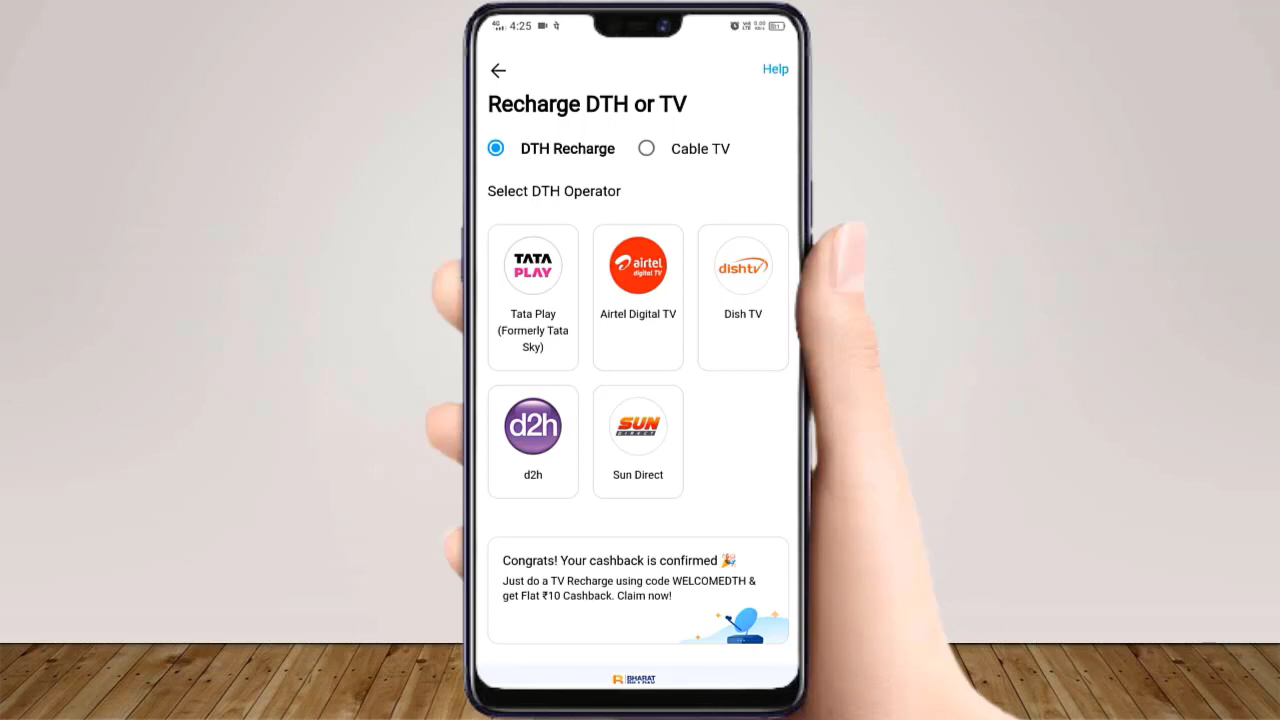 4G 4:25
Help
Recharge DTH or TV
DTH Recharge Cable TV
Select DTH Operator
TATA
PLAY
airtel
digital TV
dishtv
Tata Play
(Formerly Tata
Sky)
Airtel Digital TV
Dish TV
d2h
SUN
DIRECT
d2h
Sun Direct
Congrats! Your cashback is confirmed 🎉
Just do a TV Recharge using code WELCOMEDTH &
get Flat ₹10 Cashback. Claim now!
BHARAT